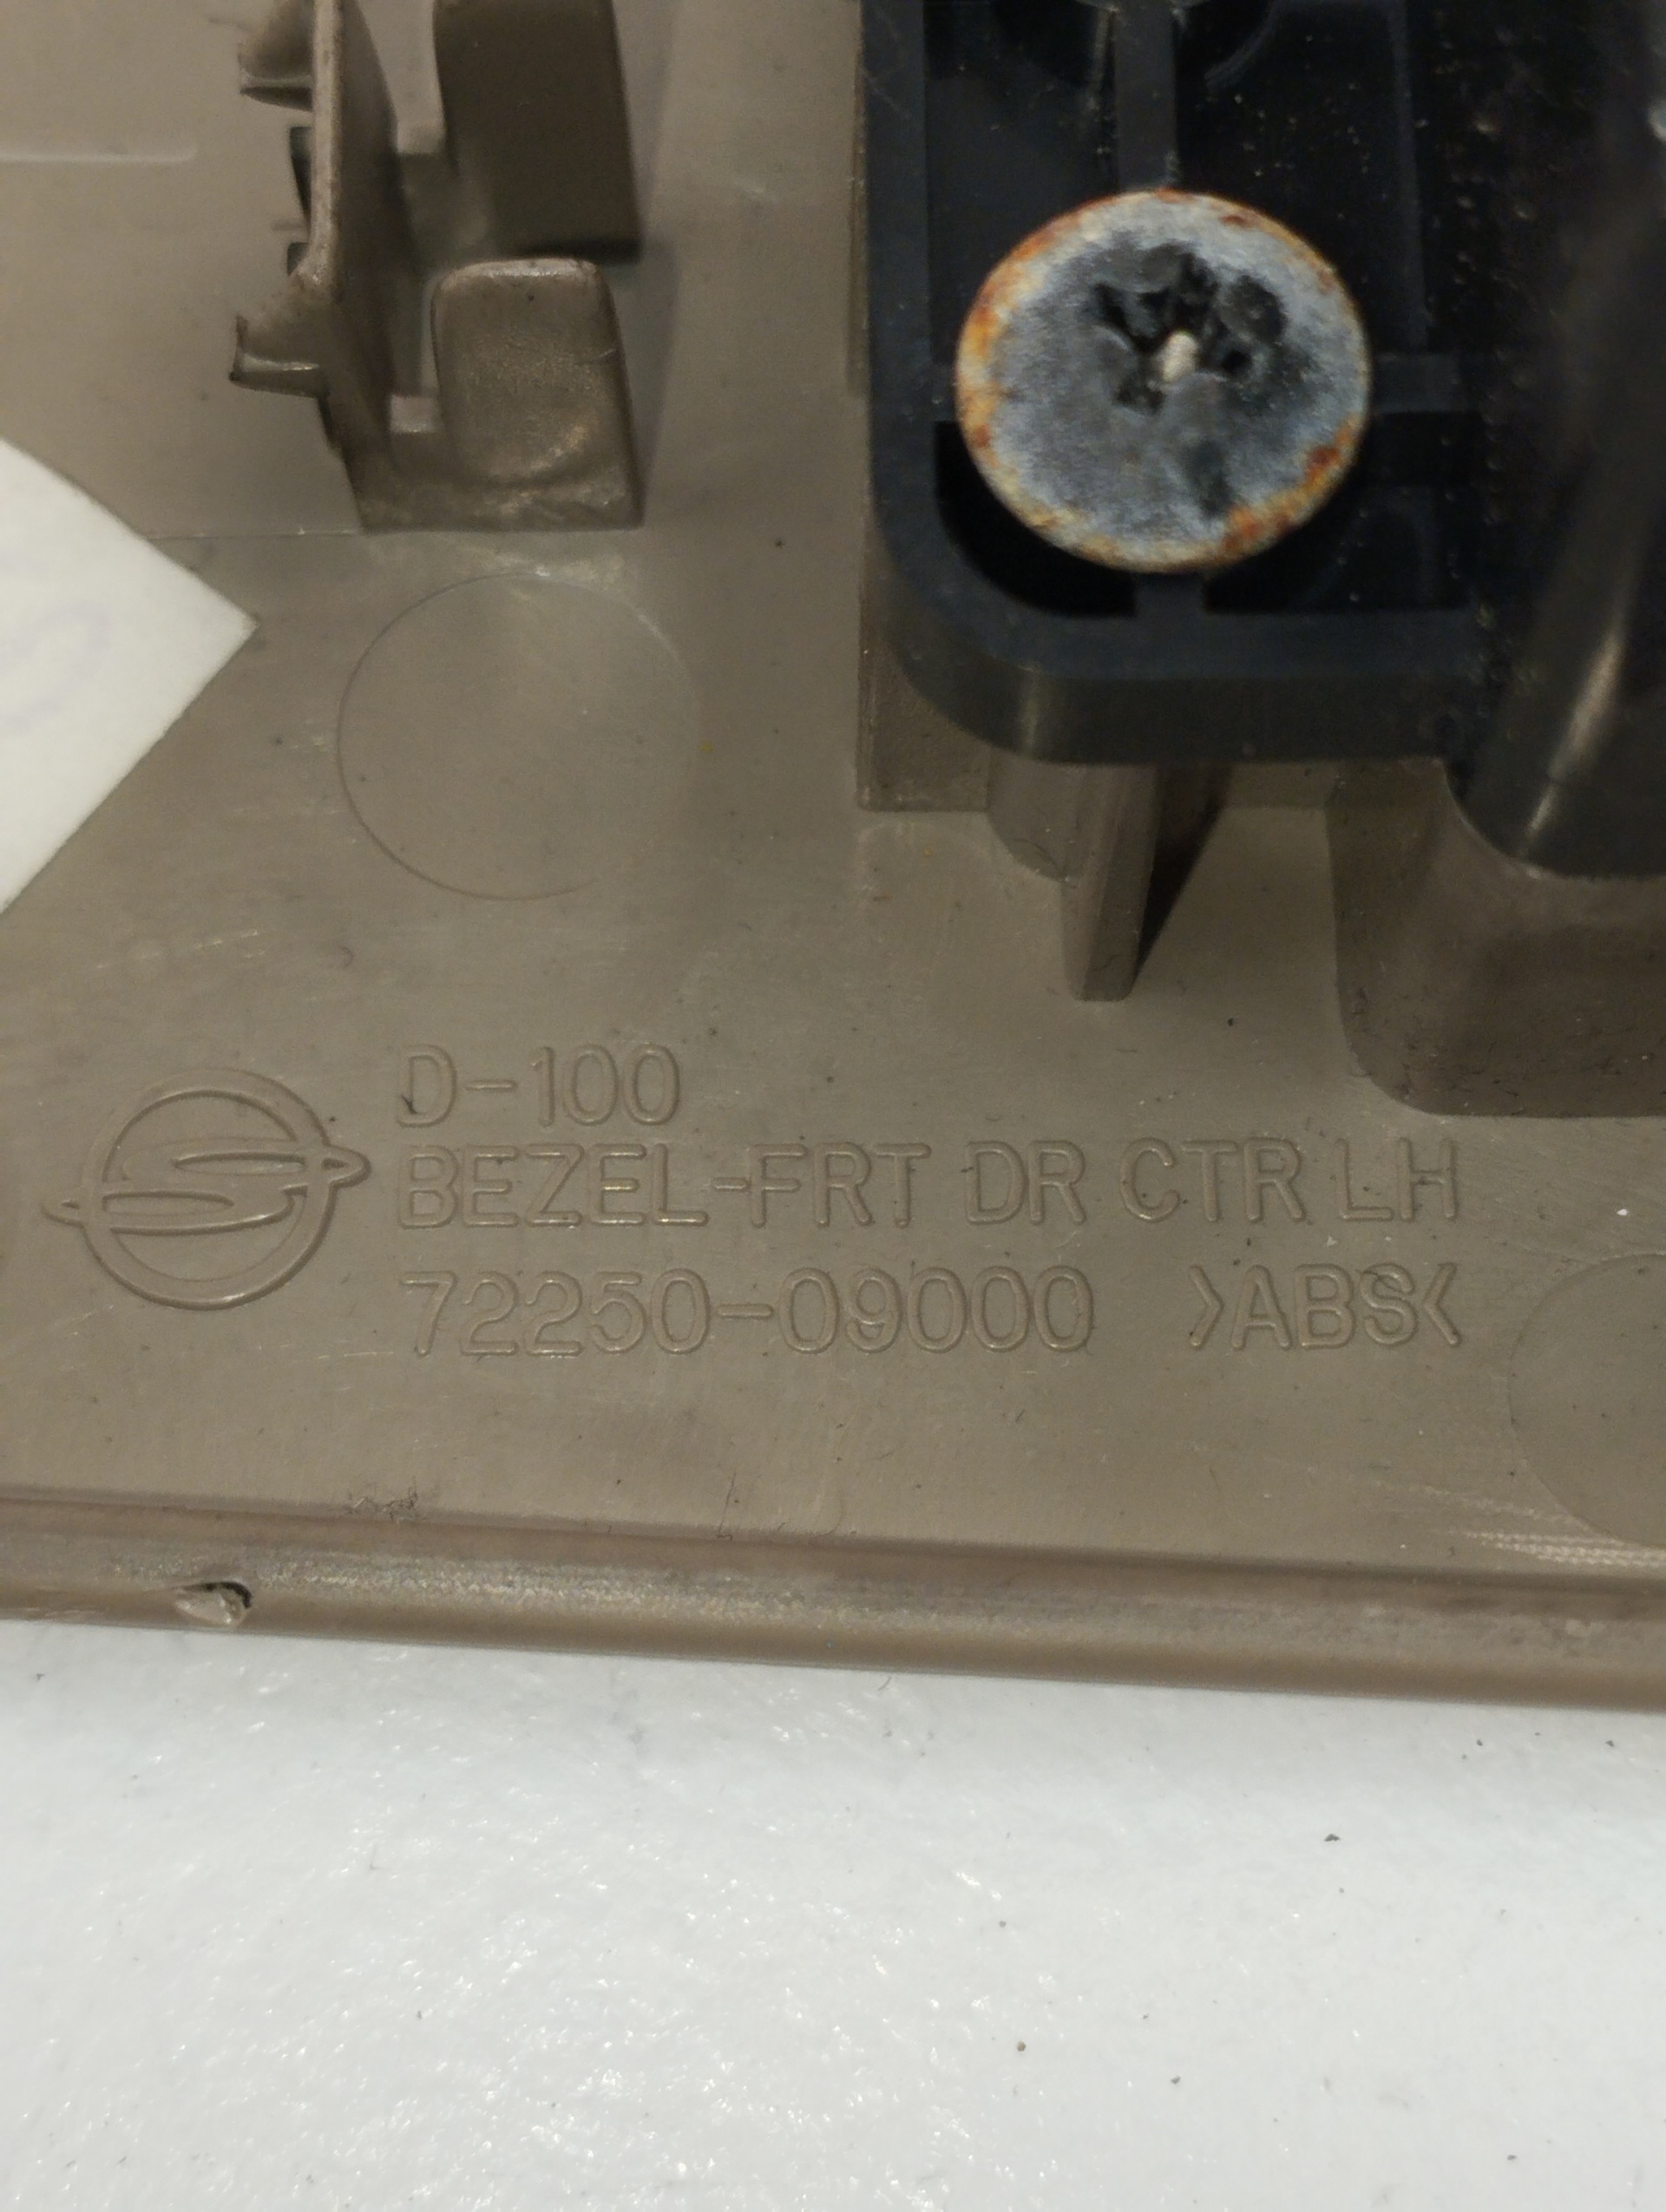 D-100
BEZEL-FRT DR CTR LH
72250-09000 >ABS<